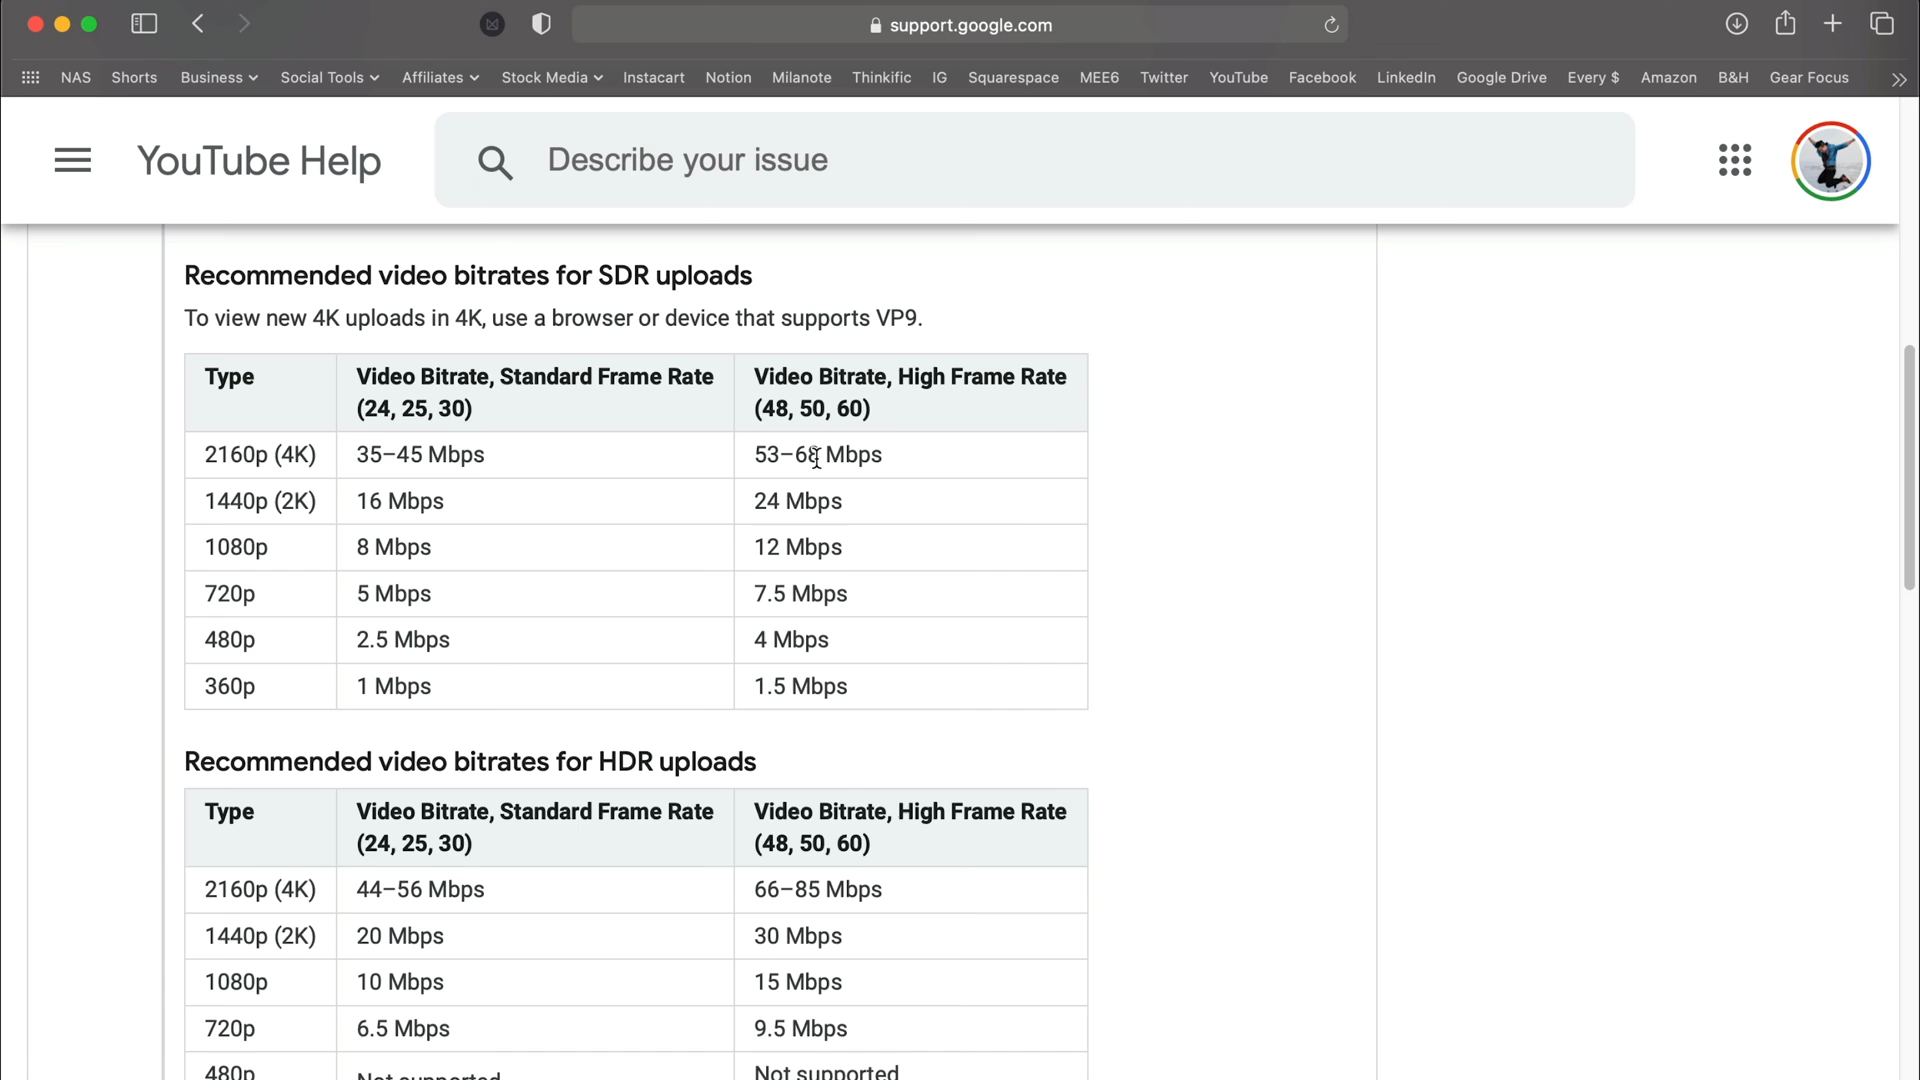 support.google.com
NAS Shorts Business Social Tools Affiliates Stock Media Instacart Notion Milanote Thinkific IG Squarespace MEE6 Twitter YouTube Facebook LinkedIn Google Drive Every $ Amazon B&H Gear Focus
YouTube Help Describe your issue
Recommended video bitrates for SDR uploads
To view new 4K uploads in 4K, use a browser or device that supports VP9.
Type Video Bitrate, Standard Frame Rate Video Bitrate, High Frame Rate
(24, 25, 30) (48, 50, 60)
2160p (4K) 35–45 Mbps 53–68 Mbps
1440p (2K) 16 Mbps 24 Mbps
1080p 8 Mbps 12 Mbps
720p 5 Mbps 7.5 Mbps
480p 2.5 Mbps 4 Mbps
360p 1 Mbps 1.5 Mbps
Recommended video bitrates for HDR uploads
Type Video Bitrate, Standard Frame Rate Video Bitrate, High Frame Rate
(24, 25, 30) (48, 50, 60)
2160p (4K) 44–56 Mbps 66–85 Mbps
1440p (2K) 20 Mbps 30 Mbps
1080p 10 Mbps 15 Mbps
720p 6.5 Mbps 9.5 Mbps
480p Not supported Not supported